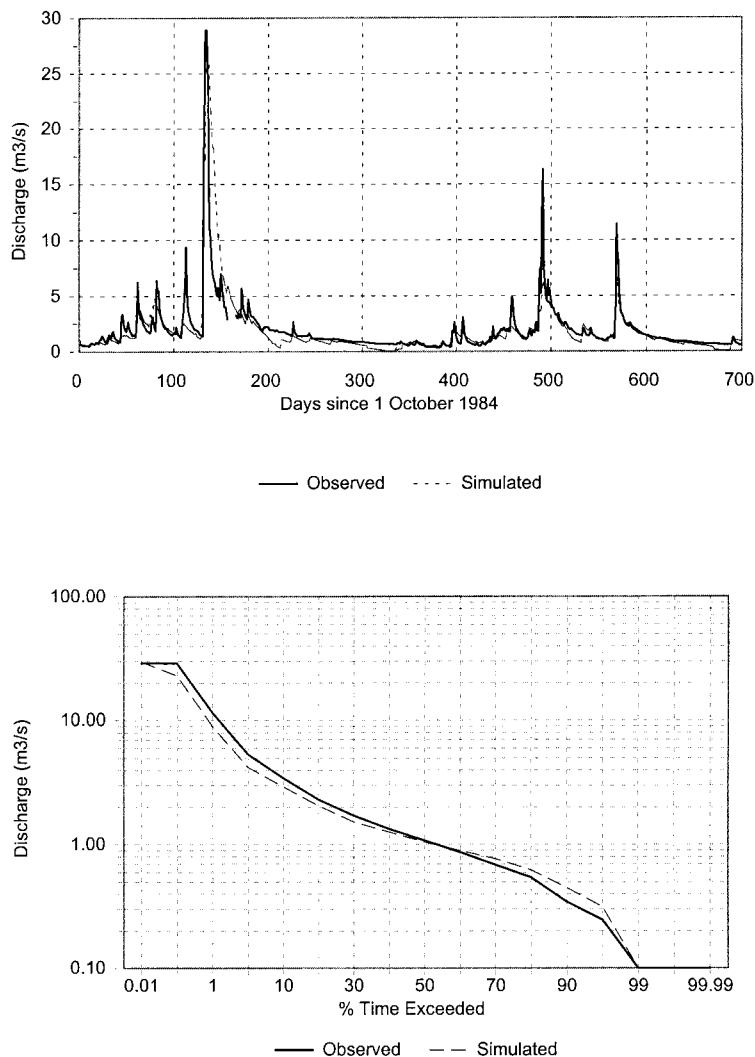 30
25
20
15
10
5
0
Discharge (m3/s)
0 100 200 300 400 500 600 700
Days since 1 October 1984
Observed Simulated
100.00
10.00
1.00
0.10
Discharge (m3/s)
0.01 1 10 30 50 70 90 99 99.99
% Time Exceeded
Observed Simulated